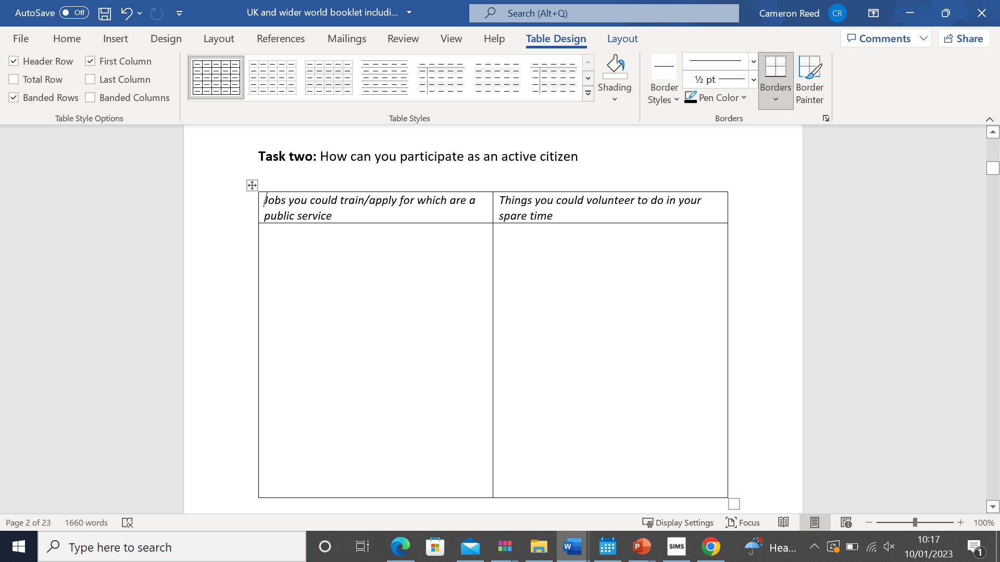 AutoSave Off UK and wider world booklet includi... Search (Alt+Q) Cameron Reed CR
File Home Insert Design Layout References Mailings Review View Help Table Design Layout Comments Share
Header Row First Column
Total Row Last Column
Banded Rows Banded Columns
Table Style Options
Table Styles
Shading
Border Styles
½ pt
Pen Color
Borders
Border Painter
Borders
Task two: How can you participate as an active citizen
Jobs you could train/apply for which are a
public service
Things you could volunteer to do in your
spare time
Page 2 of 23 1660 words Display Settings Focus 100%
Type here to search
W
P
SIMS
Hea...
10:17
10/01/2023
1